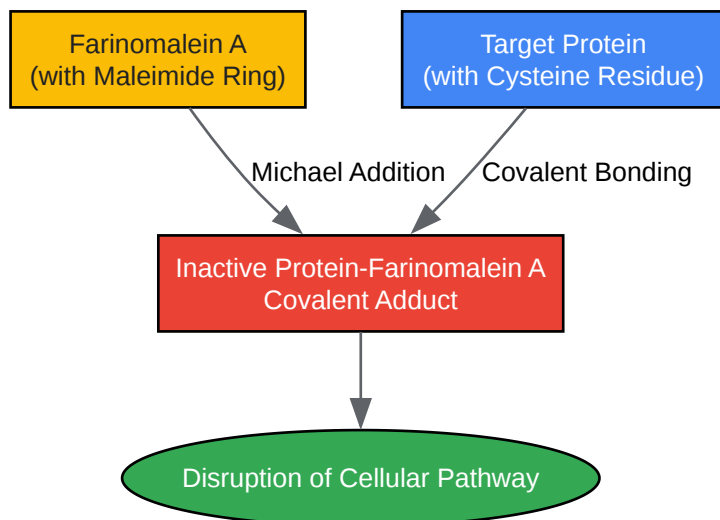 Farinomalein A
(with Maleimide Ring)
Target Protein
(with Cysteine Residue)
Michael Addition
Covalent Bonding
Inactive Protein-Farinomalein A
Covalent Adduct
Disruption of Cellular Pathway